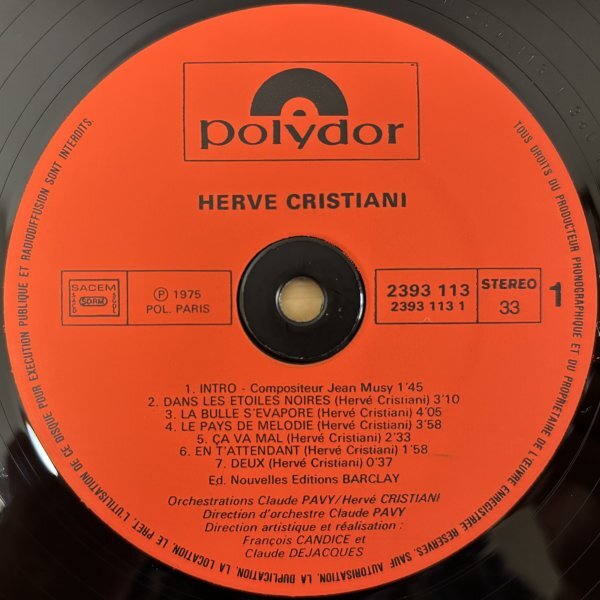 polydor
HERVE CRISTIANI
SACEM
SACD
SDRM
SGDL
Ⓟ 1975
POL. PARIS
2393 113
2393 113 1
STEREO
33
1
1. INTRO - Compositeur Jean Musy 1'45
2. DANS LES ETOILES NOIRES (Hervé Cristiani) 3'10
3. LA BULLE S'EVAPORE (Hervé Cristiani) 4'05
4. LE PAYS DE MELODIE (Hervé Cristiani) 3'58
5. ÇA VA MAL (Hervé Cristiani) 2'33
6. EN T'ATTENDANT (Hervé Cristiani) 1'58
7. DEUX (Hervé Cristiani) 0'37
Ed. Nouvelles Editions BARCLAY
Orchestrations Claude PAVY/Hervé CRISTIANI
Direction d'orchestre Claude PAVY
Direction artistique et réalisation :
François CANDICE et
Claude DEJACQUES
TOUS DROITS DU PRODUCTEUR PHONOGRAPHIQUE ET DU PROPRIETAIRE DE L'ŒUVRE ENREGISTREE RESERVES. SAUF AUTORISATION, LA DUPLICATION, LA LOCATION, LE PRET, L'UTILISATION DE CE DISQUE POUR EXECUTION PUBLIQUE ET RADIODIFFUSION SONT INTERDITS.